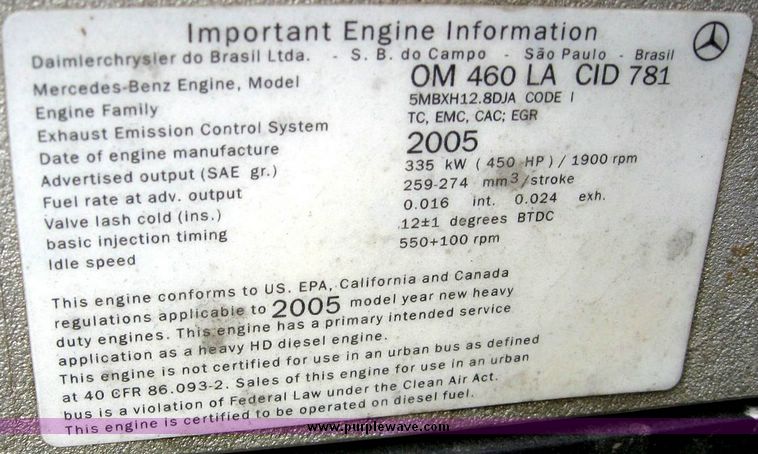 Important Engine Information
Daimlerchrysler do Brasil Ltda. - S. B. do Campo - São Paulo - Brasil
Mercedes-Benz Engine, Model OM 460 LA CID 781
Engine Family 5MBXH12.8DJA CODE I
Exhaust Emission Control System TC, EMC, CAC; EGR
Date of engine manufacture 2005
Advertised output (SAE gr.) 335 kW ( 450 HP) / 1900 rpm
Fuel rate at adv. output 259-274 mm³/stroke
Valve lash cold (ins.) 0.016 int. 0.024 exh.
basic injection timing 12±1 degrees BTDC
Idle speed 550+100 rpm
This engine conforms to US. EPA, California and Canada
regulations applicable to 2005 model year new heavy
duty engines. This engine has a primary intended service
application as a heavy HD diesel engine.
This engine is not certified for use in an urban bus as defined
at 40 CFR 86.093-2. Sales of this engine for use in an urban
bus is a violation of Federal Law under the Clean Air Act.
This engine is certified to be operated on diesel fuel.
www.purplewave.com